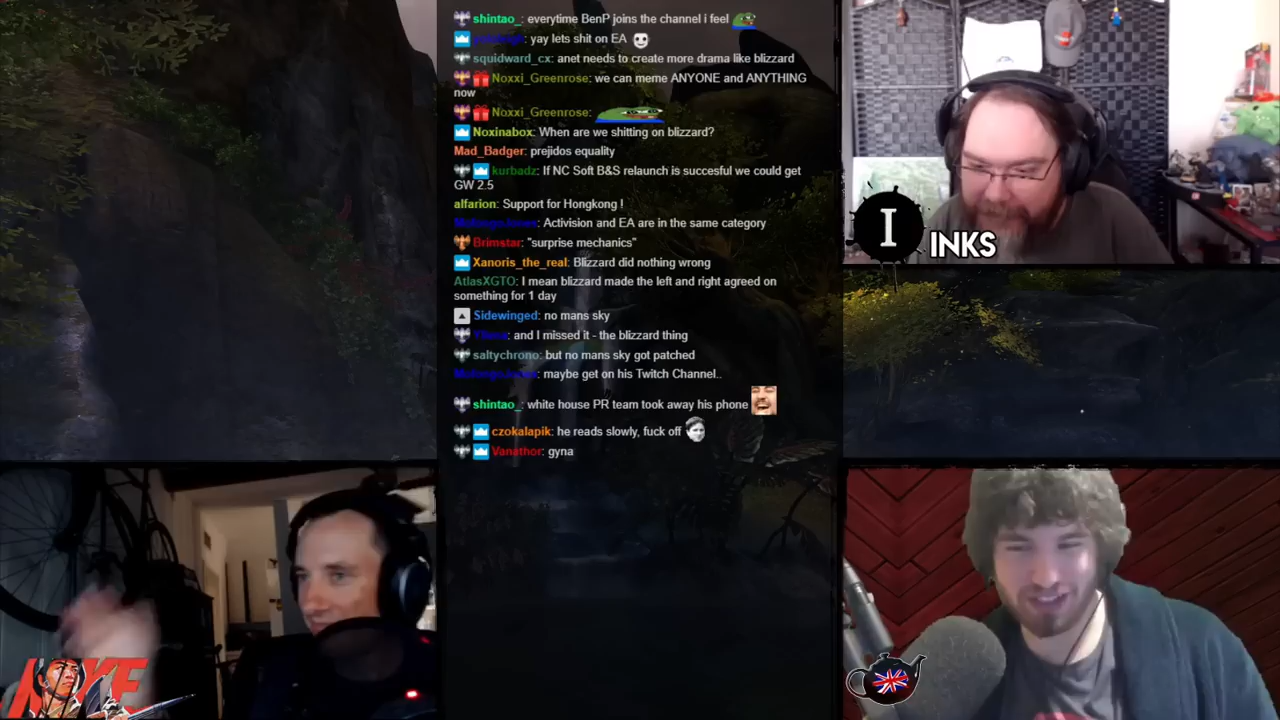 shintao_: everytime BenP joins the channel i feel
: yay lets shit on EA
squidward_cx: anet needs to create more drama like blizzard
Noxxi_Greenrose: we can meme ANYONE and ANYTHING
now
Noxxi_Greenrose:
Noxinabox: When are we shitting on blizzard?
Mad_Badger: prejidos equality
kurbadz: If NC Soft B&S relaunch is succesful we could get
GW 2.5
alfarion: Support for Hongkong !
: Activision and EA are in the same category
Brimstar: "surprise mechanics"
Xanoris_the_real: Blizzard did nothing wrong
AtlasXGTO: I mean blizzard made the left and right agreed on
something for 1 day
Sidewinged: no mans sky
: and I missed it - the blizzard thing
saltychrono: but no mans sky got patched
: maybe get on his Twitch Channel..
shintao_: white house PR team took away his phone
czokalapik: he reads slowly, fuck off
Vanathor: gyna
I INKS